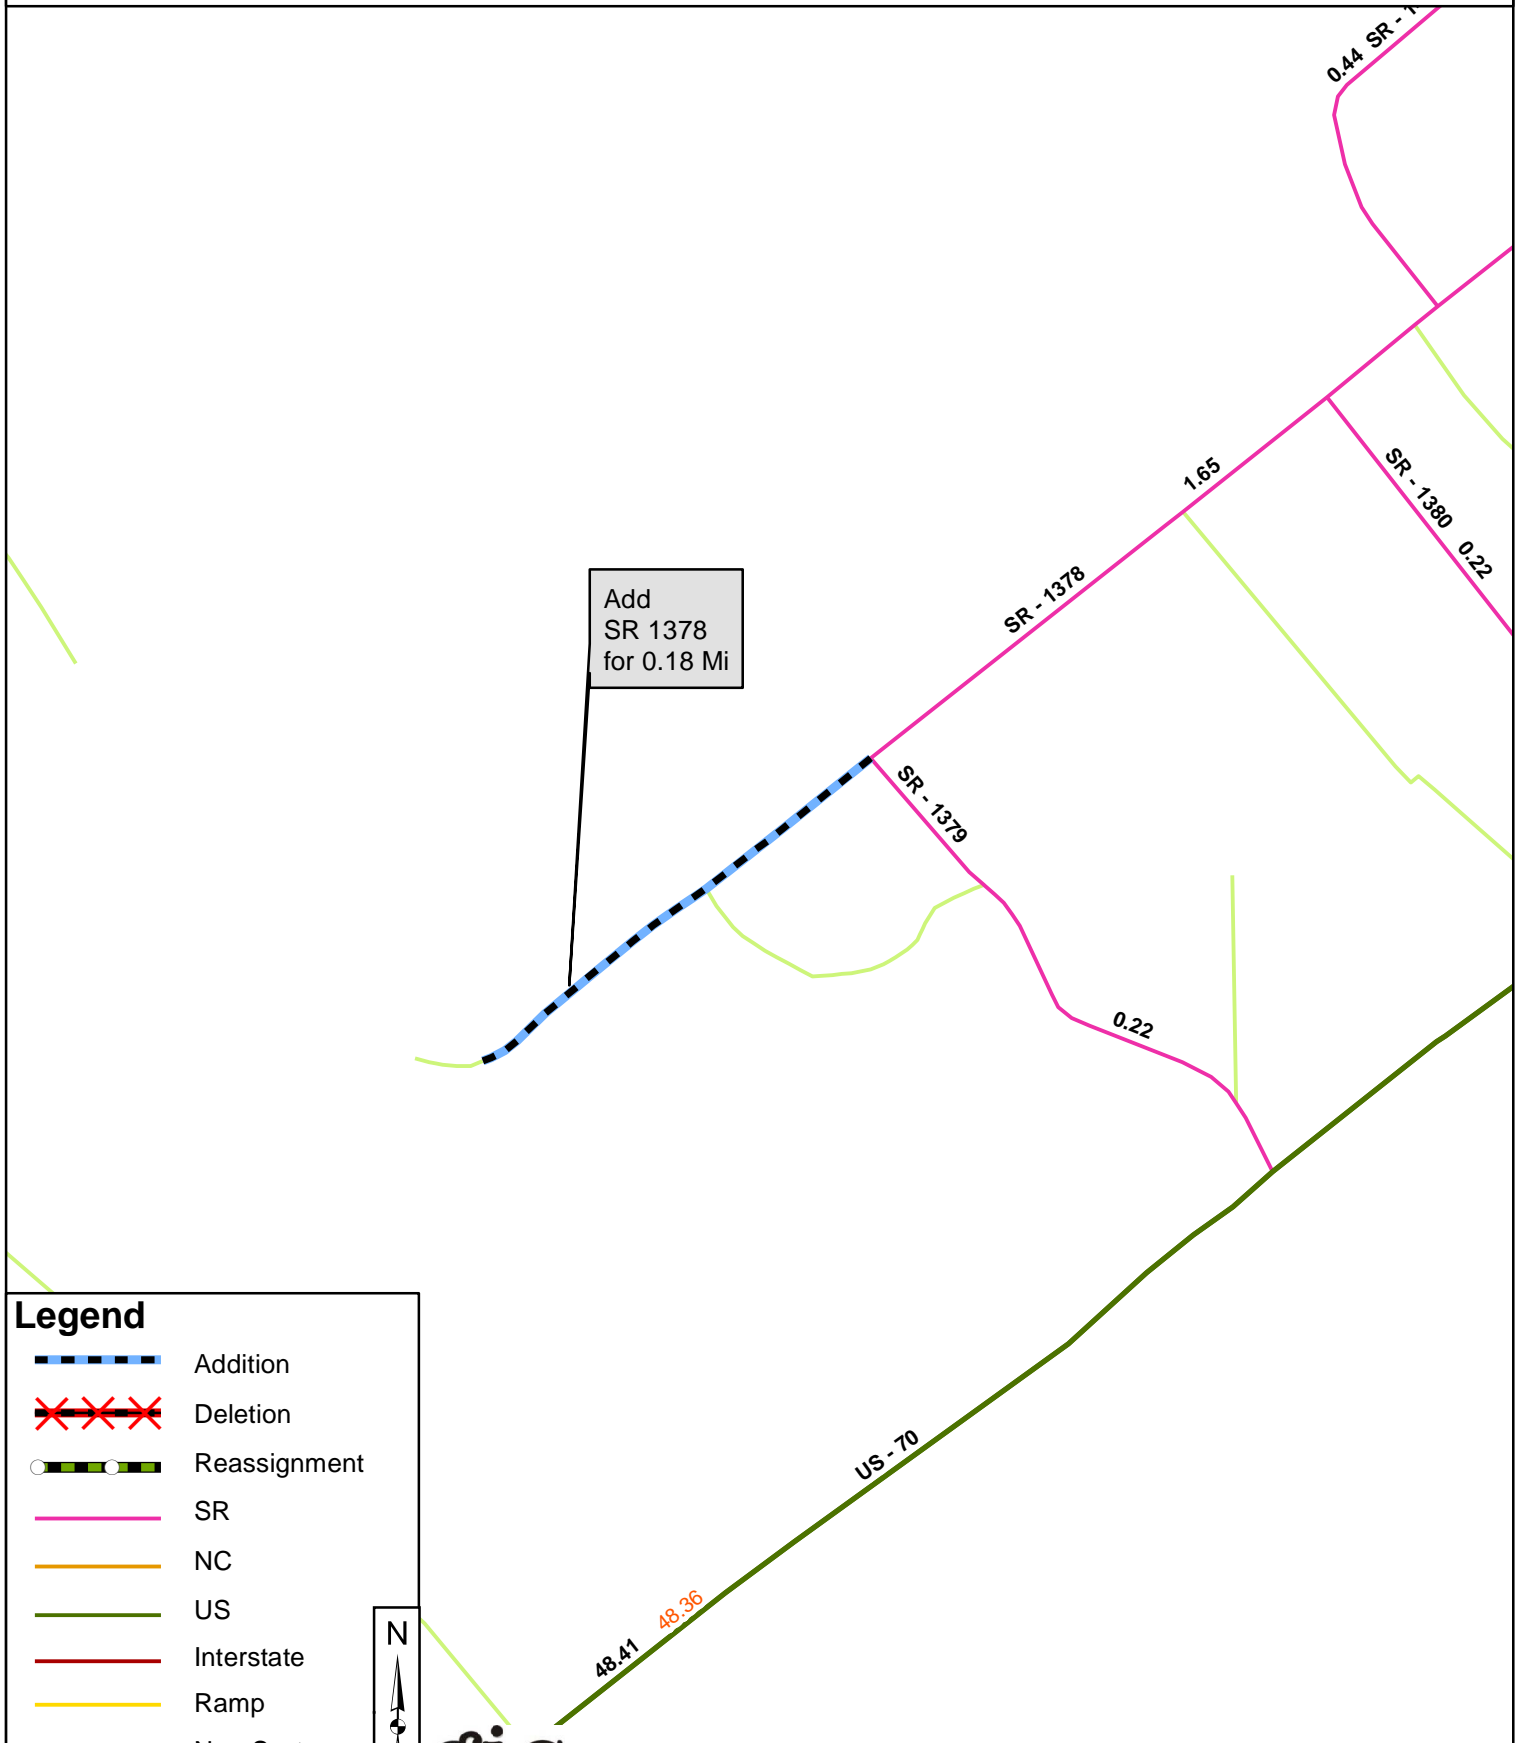 0.44 SR -
1.65
SR - 1380 0.22
SR - 1378
Add
SR 1378
for 0.18 Mi
SR - 1379
0.22
US - 70
48.36
48.41
Legend
Addition
Deletion
Reassignment
SR
NC
US
Interstate
Ramp
N